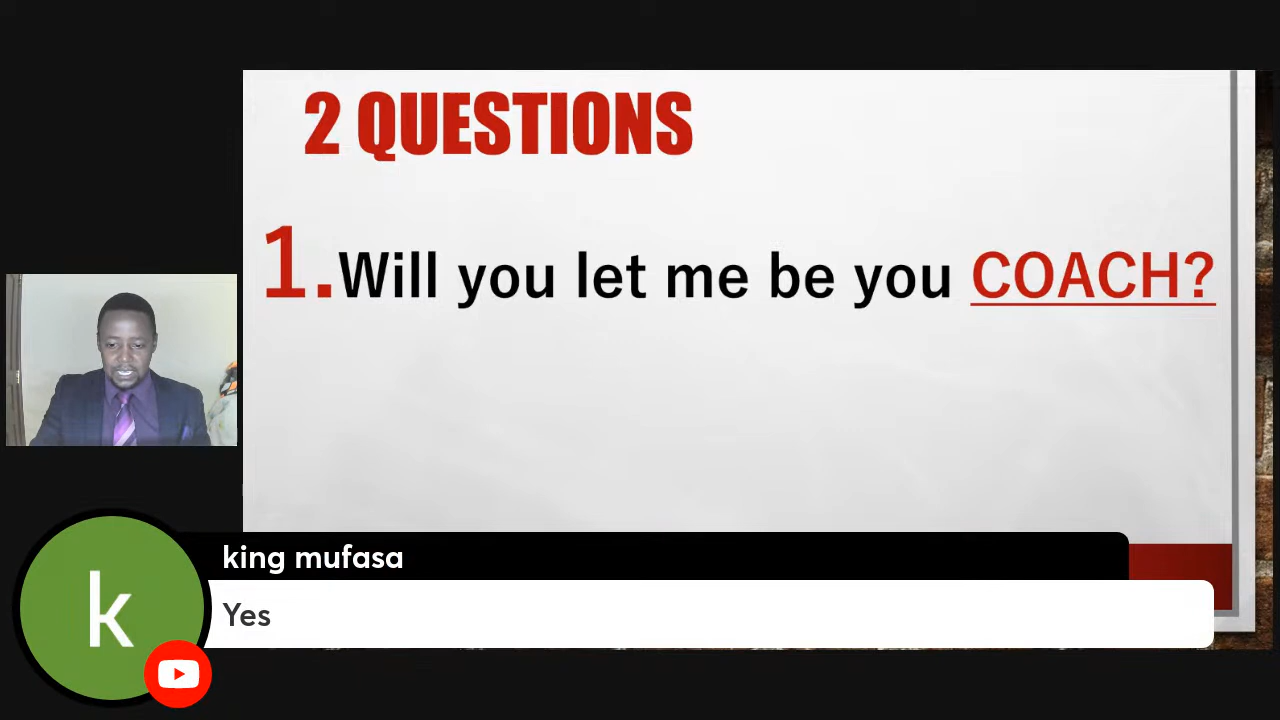 2 QUESTIONS
1.Will you let me be you COACH?
king mufasa
k
Yes